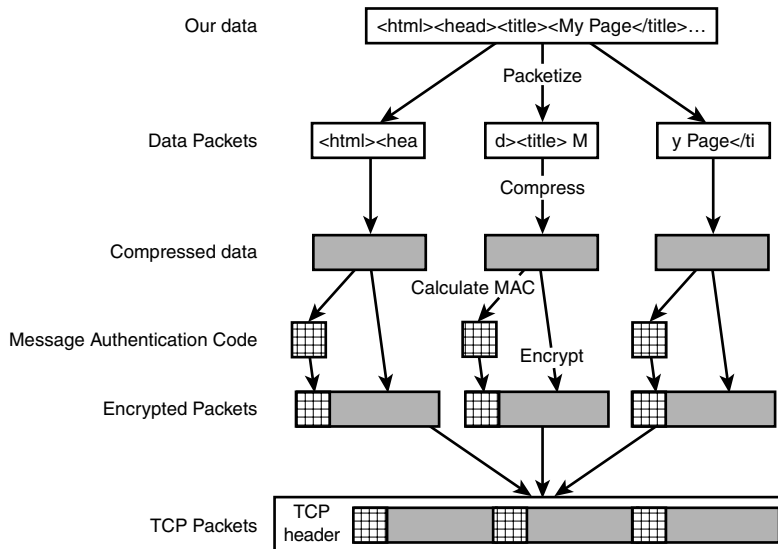 Our data
<html><head><title><My Page</title>...
Packetize
Data Packets
<html><hea
d><title> M
y Page</ti
Compress
Compressed data
Calculate MAC
Message Authentication Code
Encrypt
Encrypted Packets
TCP Packets
TCP
header